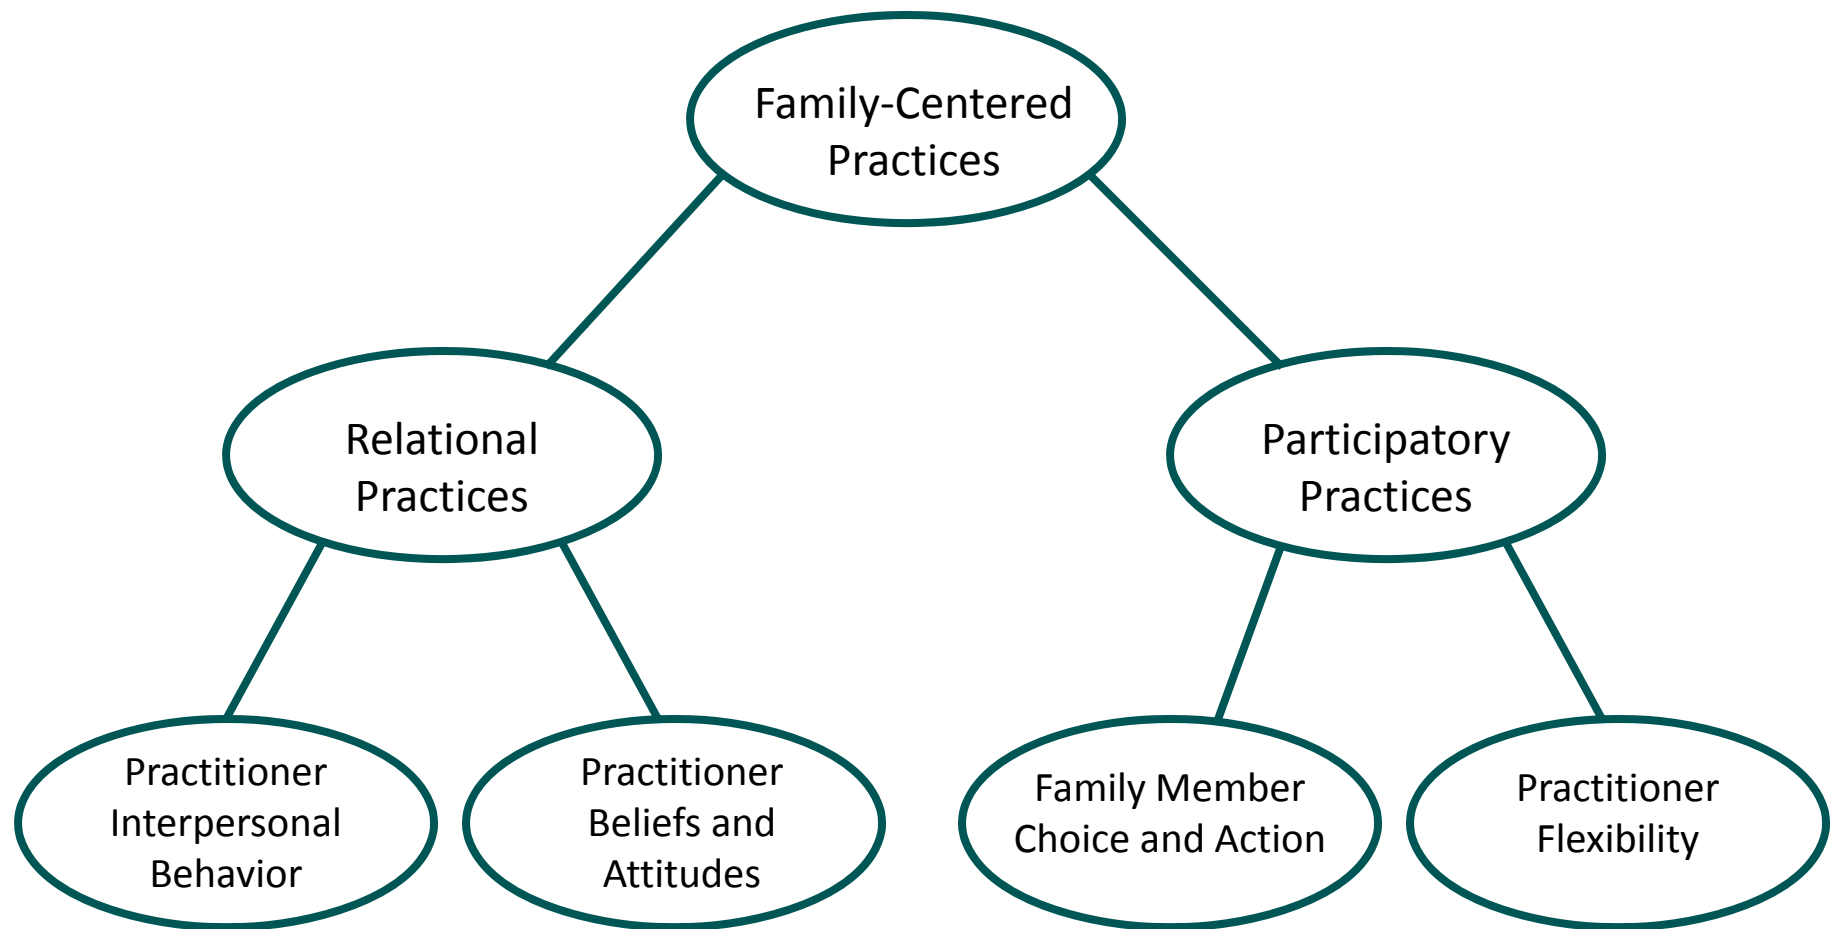 Family-Centered
Practices
Relational
Practices
Participatory
Practices
Practitioner
Interpersonal
Behavior
Practitioner
Beliefs and
Attitudes
Family Member
Choice and Action
Practitioner
Flexibility